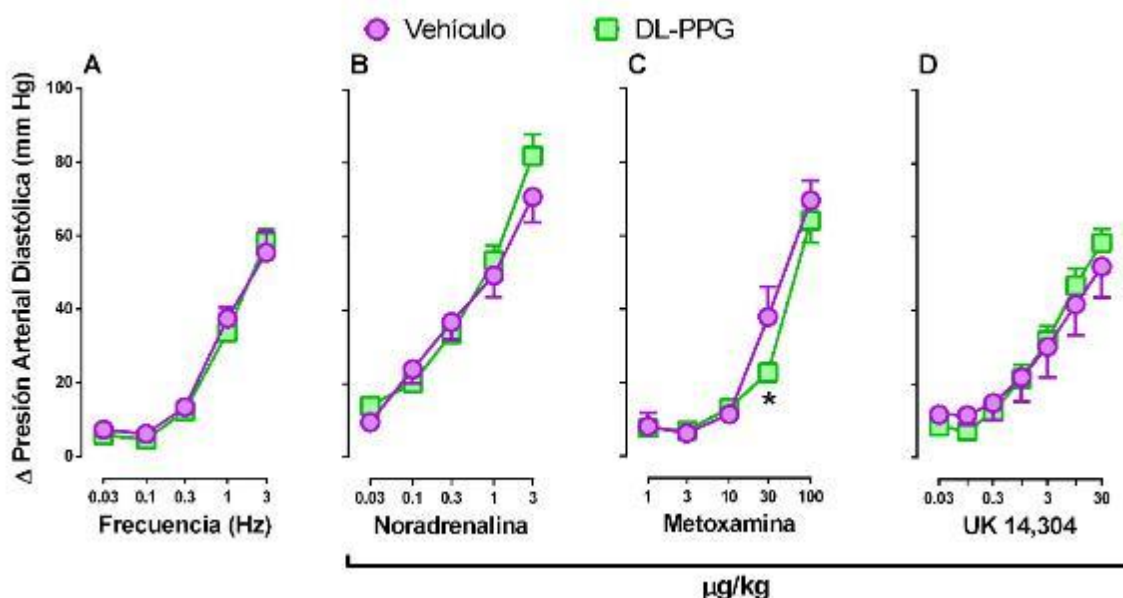 Vehículo DL-PPG
A B C D
Δ Presión Arterial Diastólica (mm Hg)
100
80
60
40
20
0
0.03 0.1 0.3 1 3
Frecuencia (Hz)
0.03 0.1 0.3 1 3
Noradrenalina
1 3 10 30 100
Metoxamina
*
0.03 0.3 3 30
UK 14,304
µg/kg